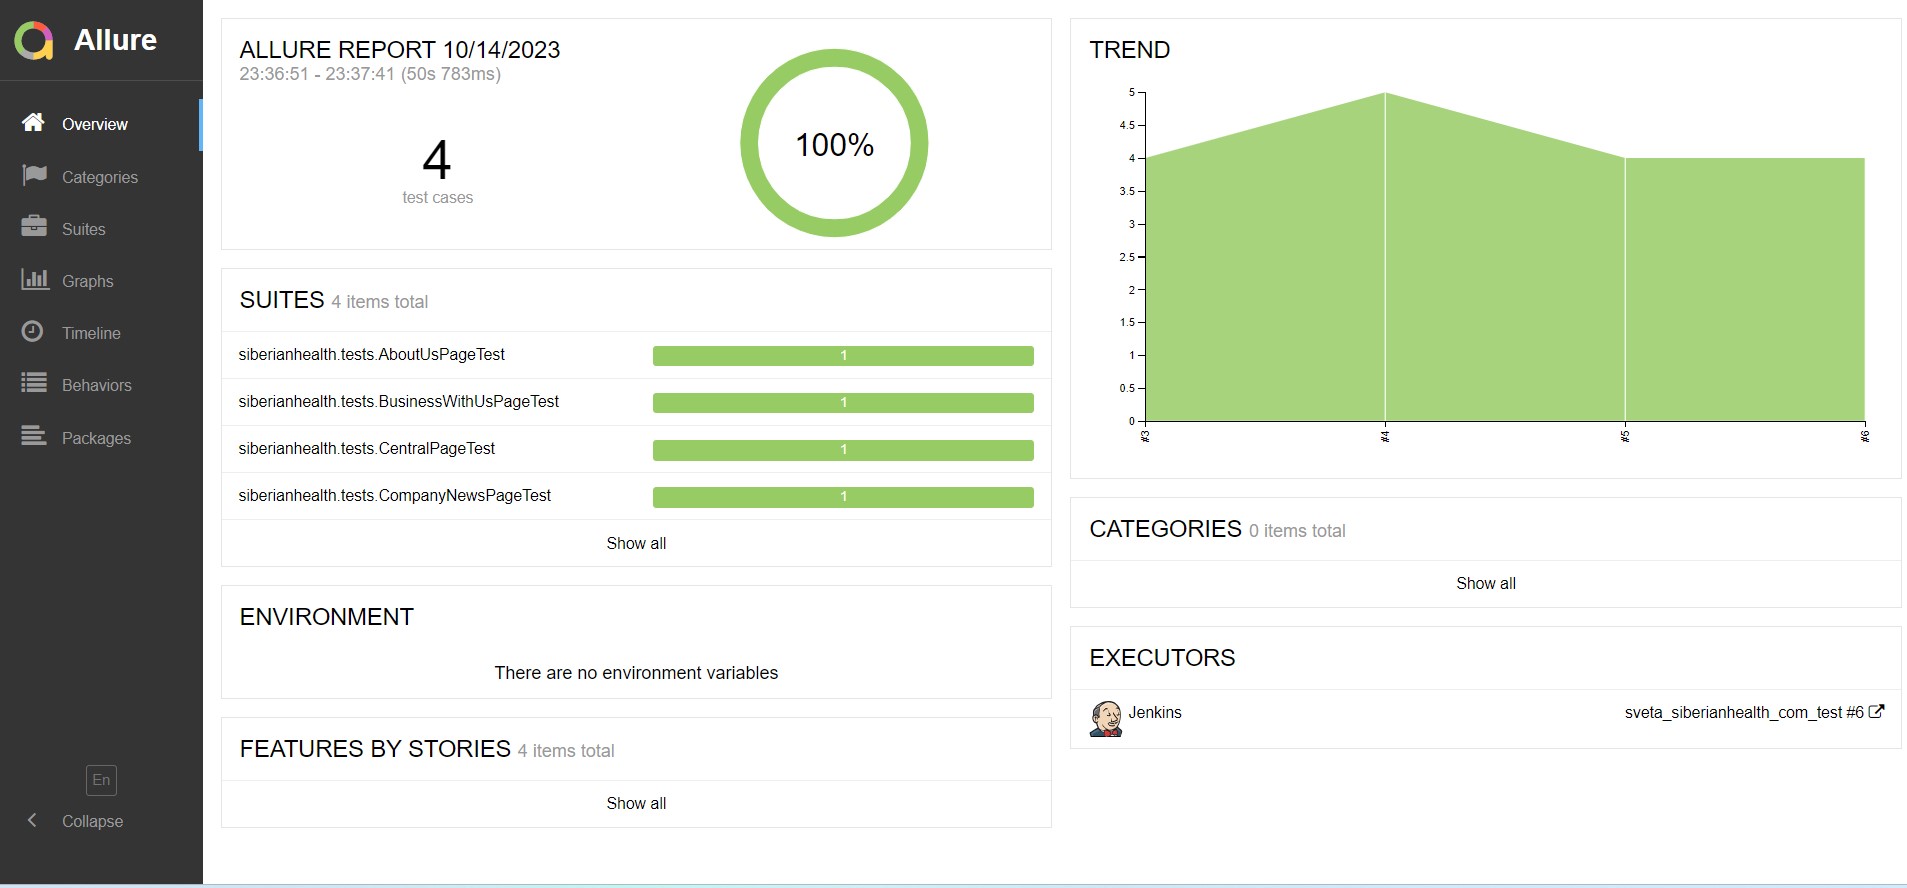 Allure
Overview
Categories
Suites
Graphs
Timeline
Behaviors
Packages
En
Collapse
ALLURE REPORT 10/14/2023
23:36:51 - 23:37:41 (50s 783ms)
4
test cases
100%
SUITES 4 items total
siberianhealth.tests.AboutUsPageTest 1
siberianhealth.tests.BusinessWithUsPageTest 1
siberianhealth.tests.CentralPageTest 1
siberianhealth.tests.CompanyNewsPageTest 1
Show all
ENVIRONMENT
There are no environment variables
FEATURES BY STORIES 4 items total
Show all
TREND
5
4.5
4
3.5
3
2.5
2
1.5
1
0.5
0
#3 #4 #5 #6
CATEGORIES 0 items total
Show all
EXECUTORS
Jenkins sveta_siberianhealth_com_test #6